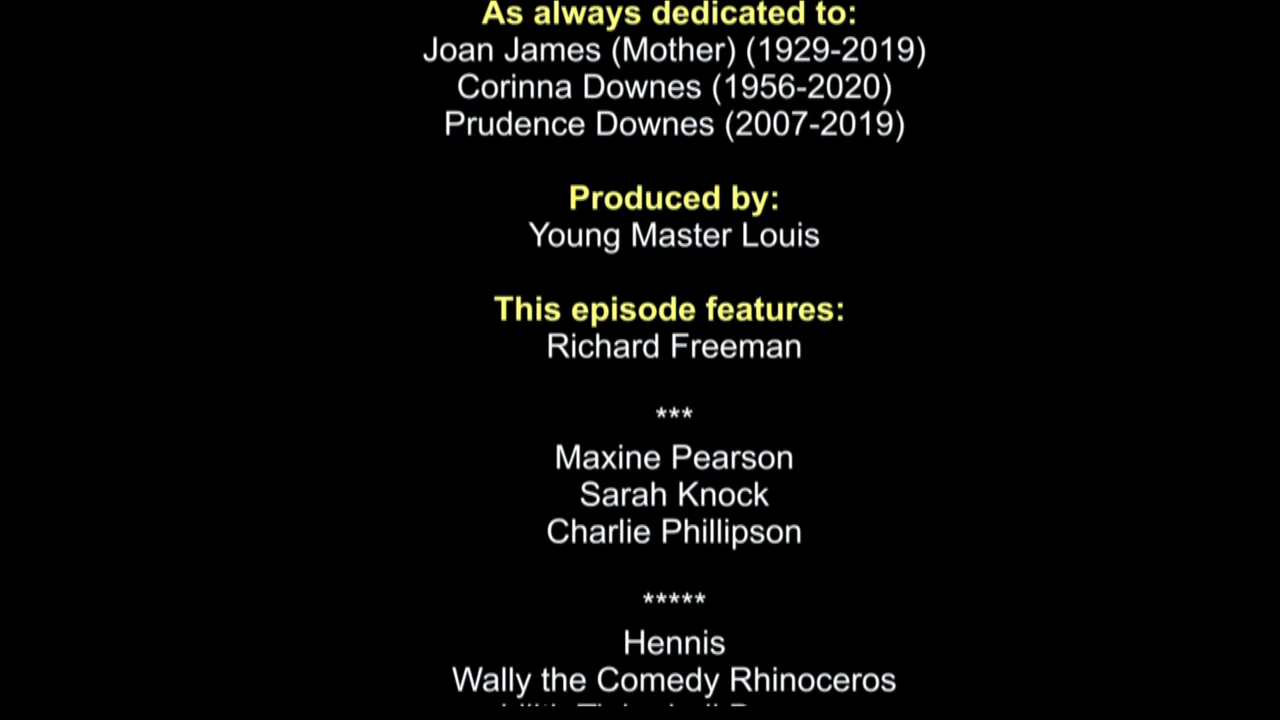 As always dedicated to:
Joan James (Mother) (1929-2019)
Corinna Downes (1956-2020)
Prudence Downes (2007-2019)
Produced by:
Young Master Louis
This episode features:
Richard Freeman
***
Maxine Pearson
Sarah Knock
Charlie Phillipson
*****
Hennis
Wally the Comedy Rhinoceros